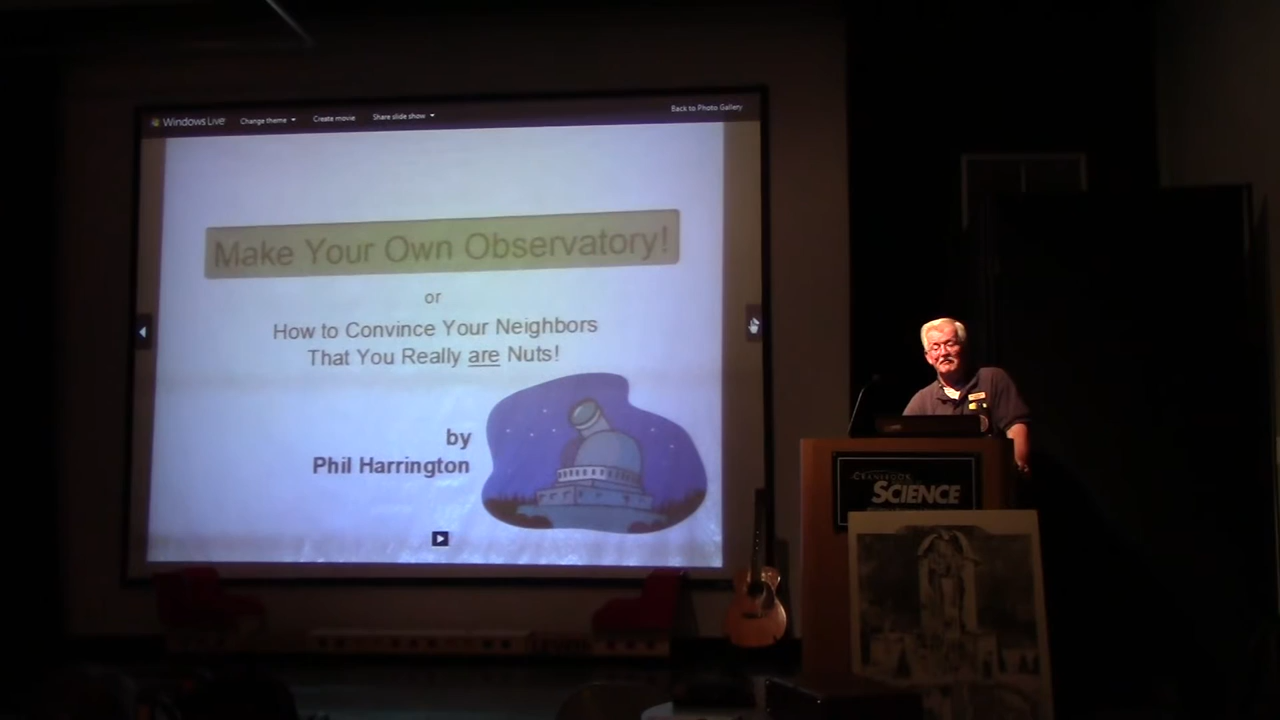 Windows Live
Change theme
Create movie
Share slide show
Back to Photo Gallery
Make Your Own Observatory!
or
How to Convince Your Neighbors
That You Really are Nuts!
by
Phil Harrington
CRANBROOK
SCIENCE